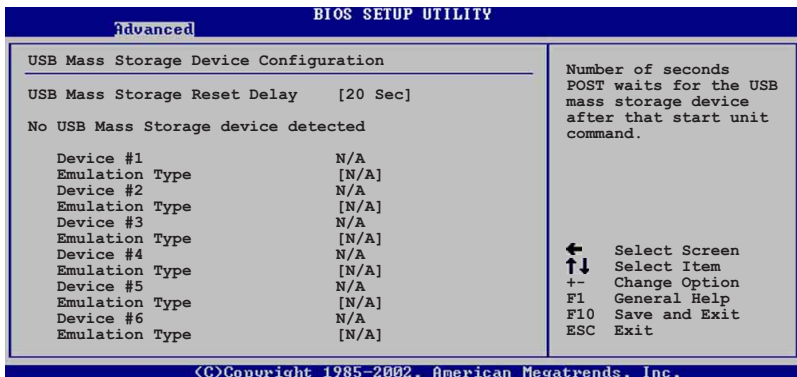 BIOS SETUP UTILITY
Advanced
USB Mass Storage Device Configuration
USB Mass Storage Reset Delay [20 Sec]
No USB Mass Storage device detected
Device #1 N/A
Emulation Type [N/A]
Device #2 N/A
Emulation Type [N/A]
Device #3 N/A
Emulation Type [N/A]
Device #4 N/A
Emulation Type [N/A]
Device #5 N/A
Emulation Type [N/A]
Device #6 N/A
Emulation Type [N/A]
Number of seconds
POST waits for the USB
mass storage device
after that start unit
command.
← Select Screen
↑↓ Select Item
+- Change Option
F1 General Help
F10 Save and Exit
ESC Exit
(C)Copyright 1985-2002, American Megatrends, Inc.